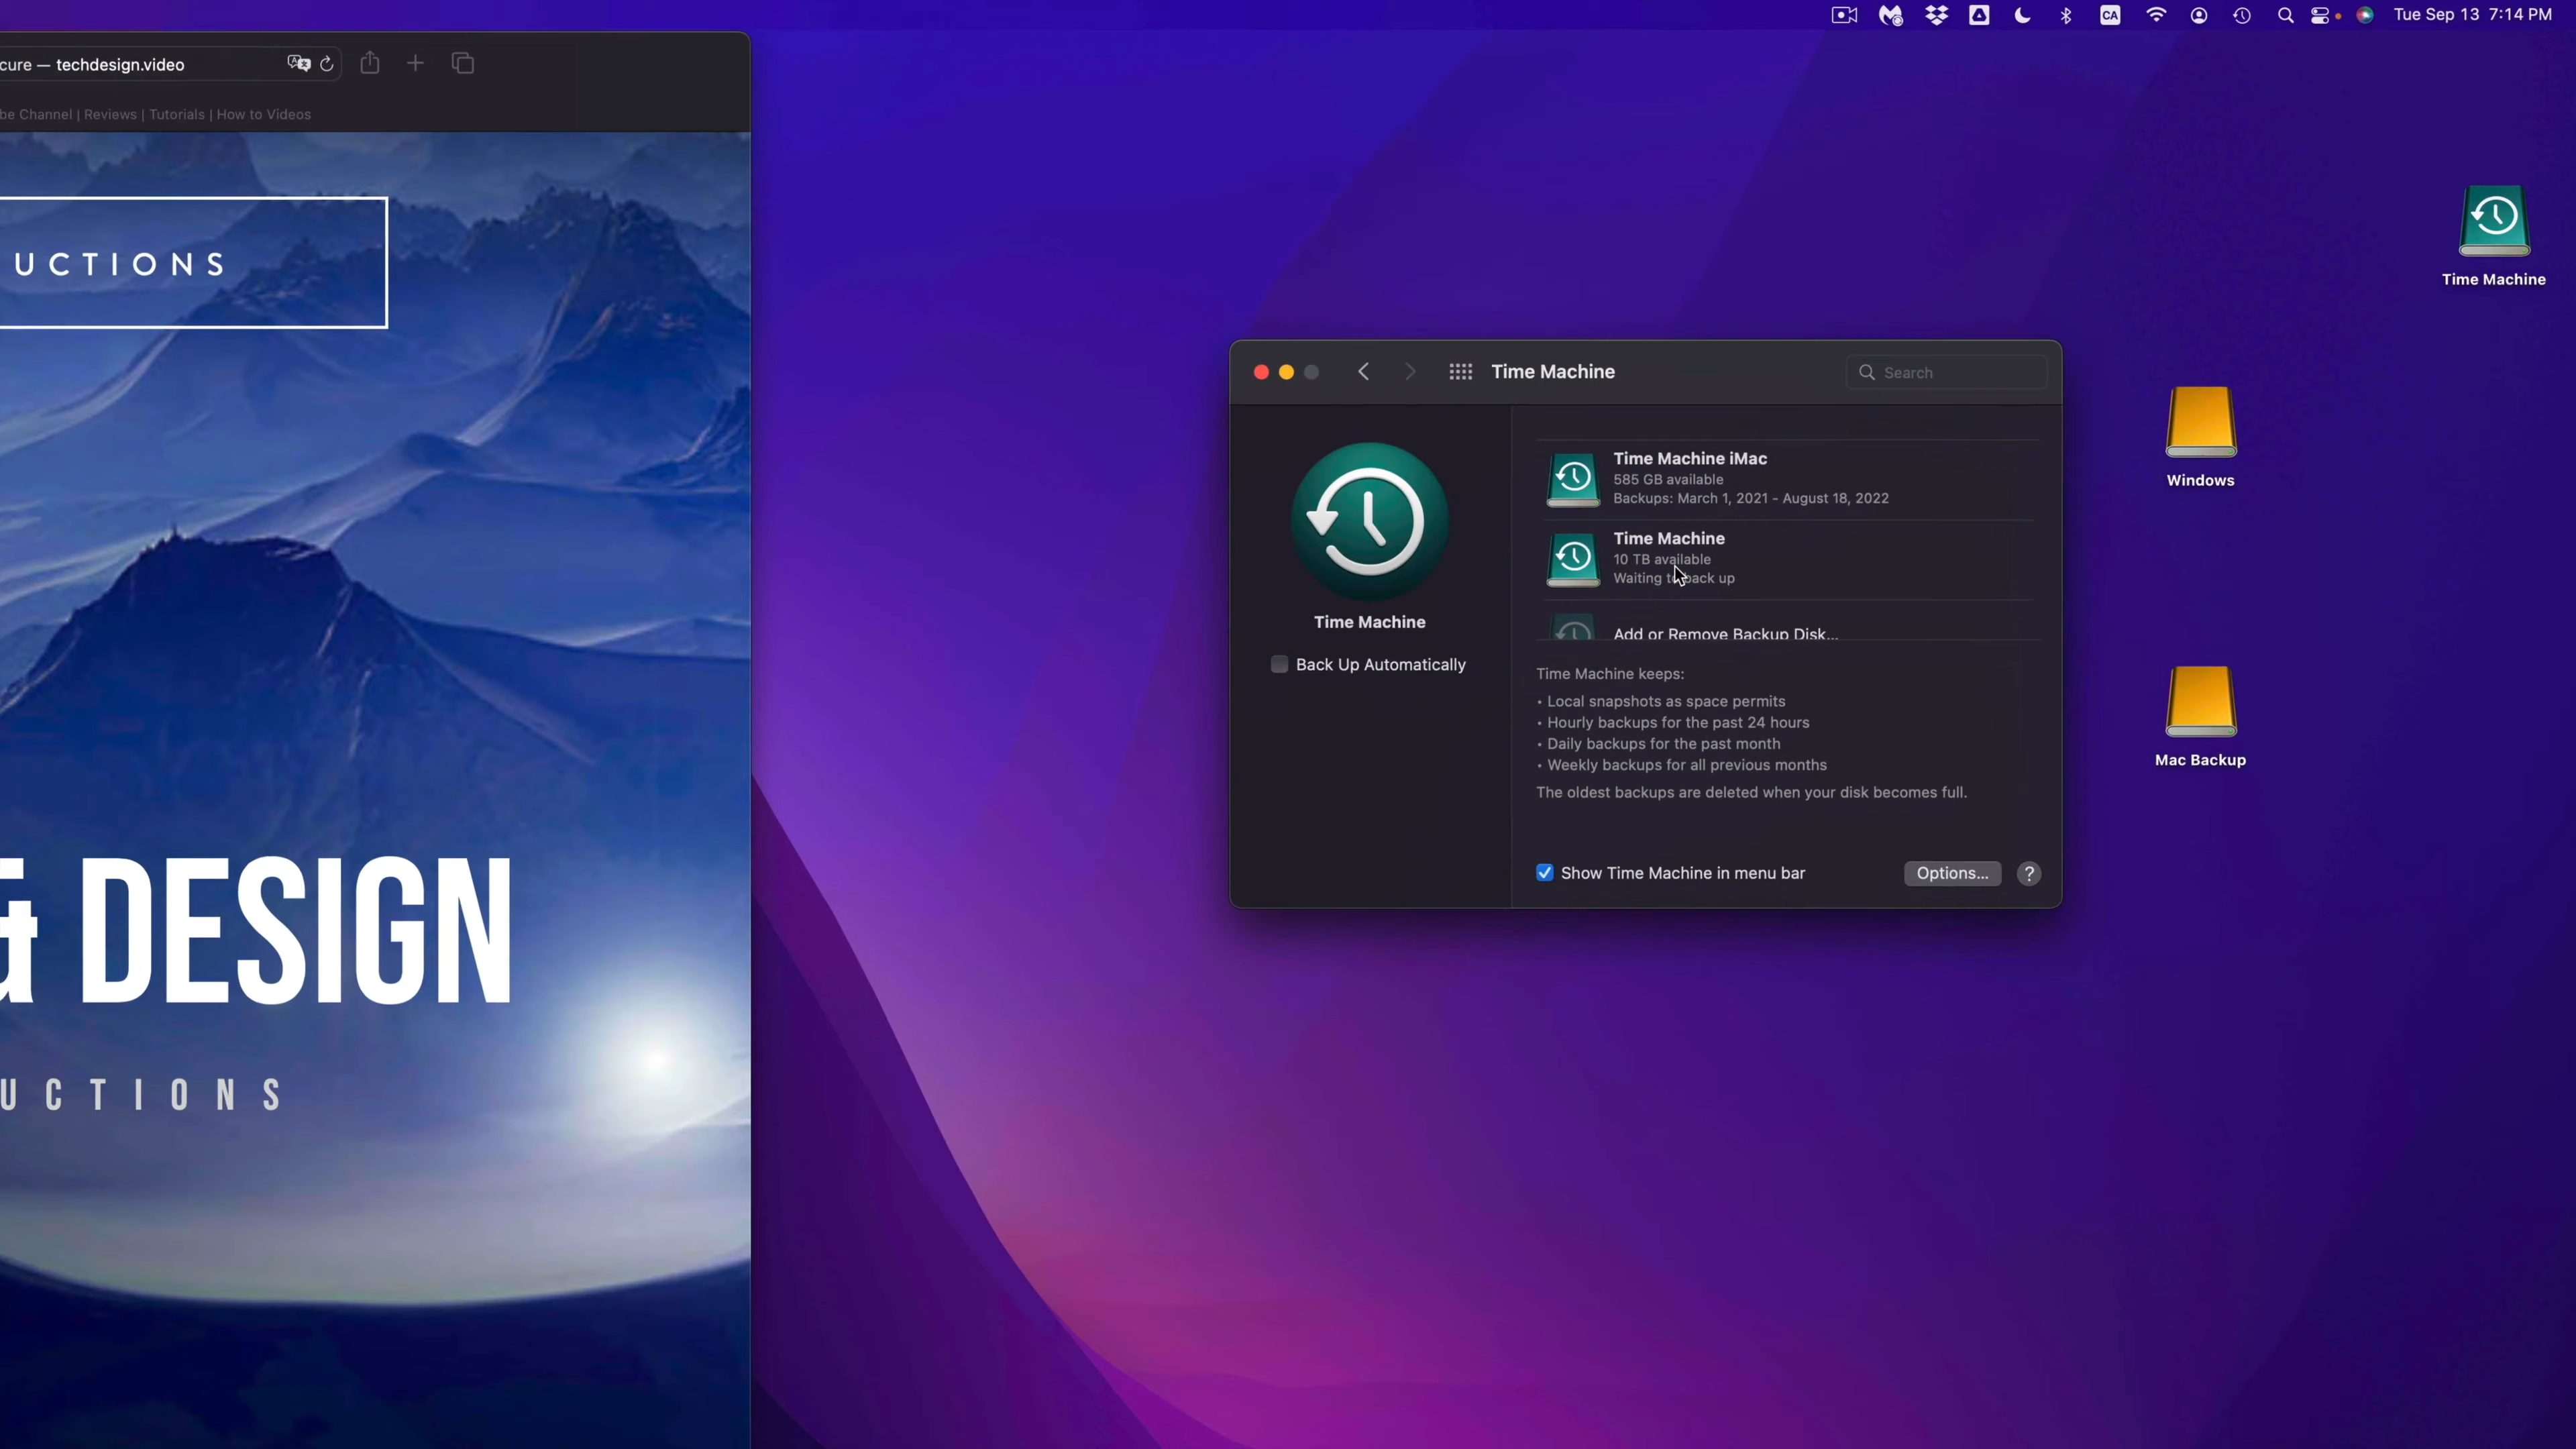 CA
Tue Sep 13 7:14 PM
cure — techdesign.video
be Channel | Reviews | Tutorials | How to Videos
UCTIONS
& DESIGN
UCTIONS
Time Machine
Search
Time Machine
Back Up Automatically
Time Machine iMac
585 GB available
Backups: March 1, 2021 - August 18, 2022
Time Machine
10 TB available
Waiting to back up
Add or Remove Backup Disk...
Time Machine keeps:
• Local snapshots as space permits
• Hourly backups for the past 24 hours
• Daily backups for the past month
• Weekly backups for all previous months
The oldest backups are deleted when your disk becomes full.
Show Time Machine in menu bar
Options...
?
Time Machine
Windows
Mac Backup